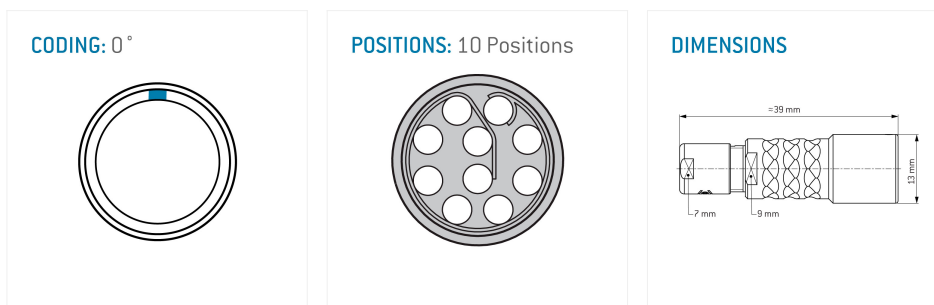 CODING: 0°
POSITIONS: 10 Positions
DIMENSIONS
≈39 mm
13 mm
7 mm
9 mm